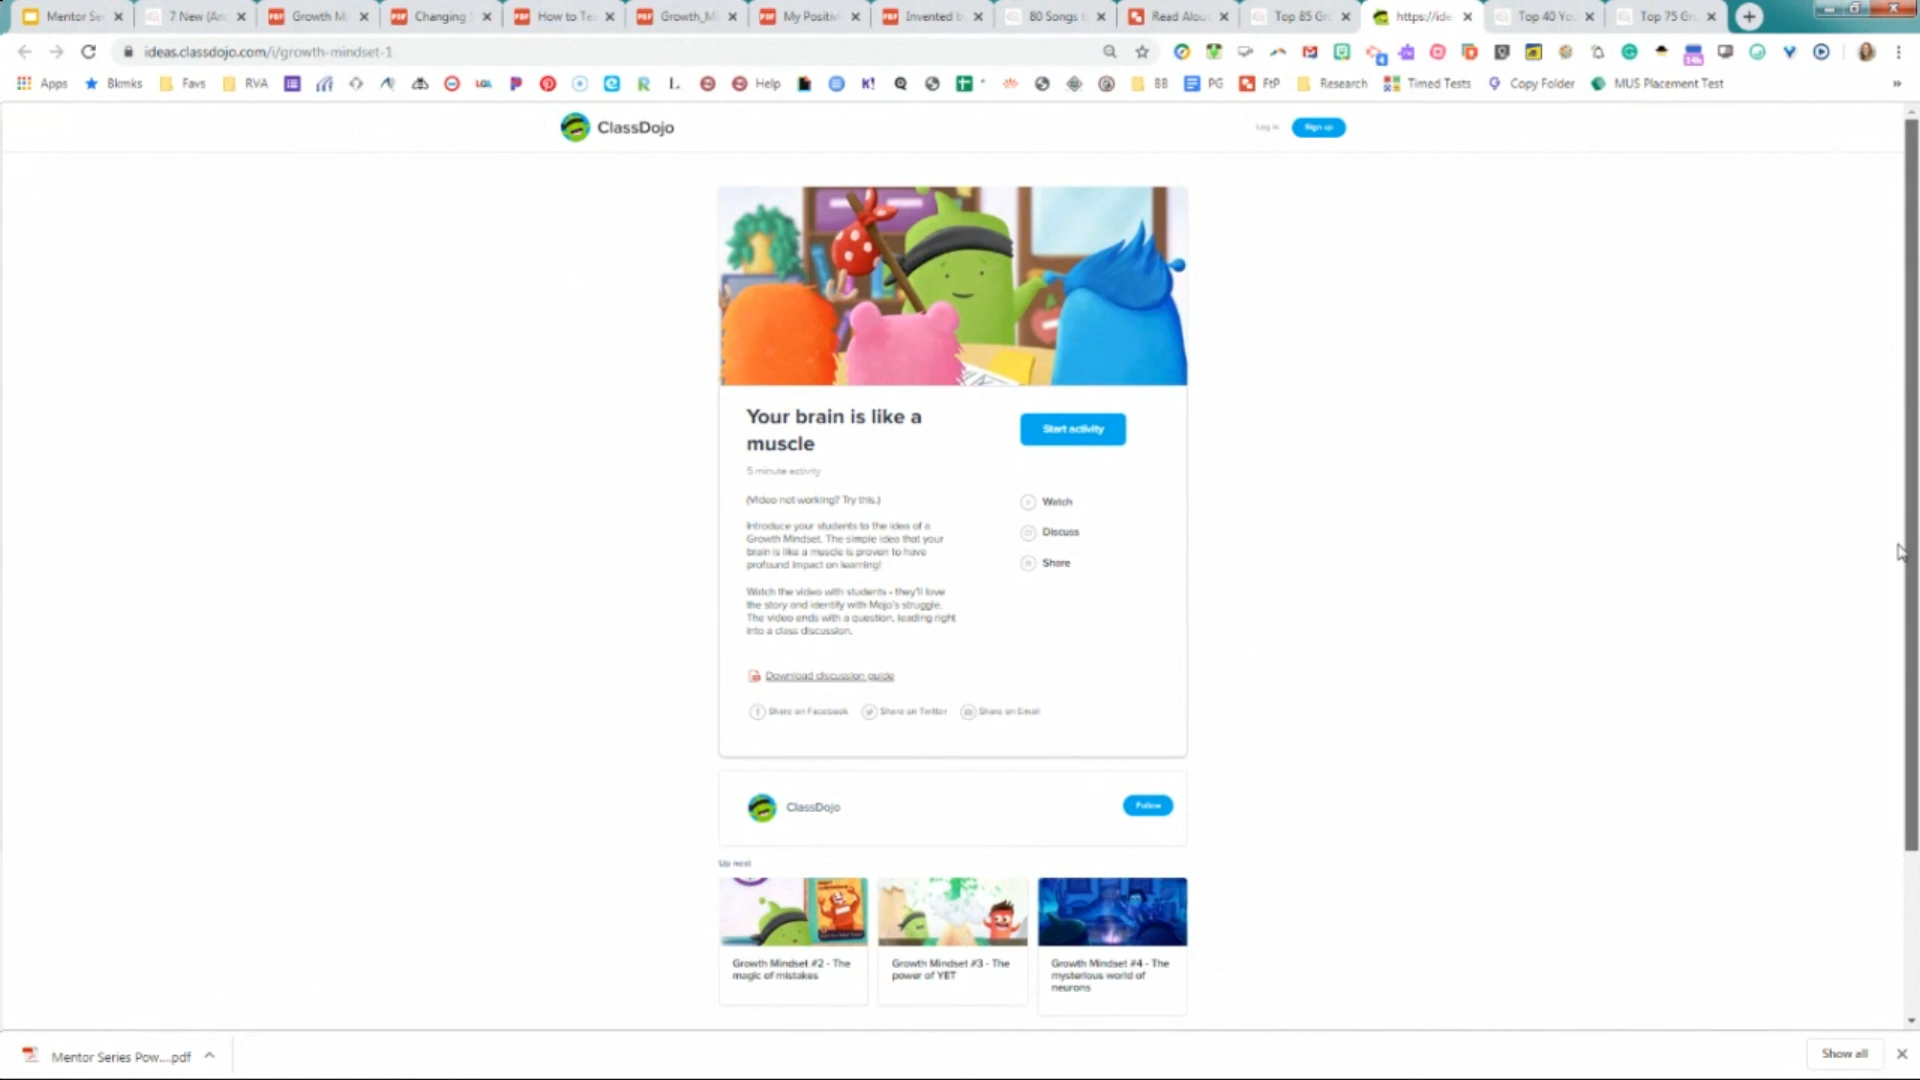 Mentor Se
7 New (An
Growth Mi
Changing
How to Te
Growth_M
My Positiv
Invented b
80 Songs t
Read Alou
Top 85 Gr
https://ide
Top 40 Yo
Top 75 Gr
ideas.classdojo.com/i/growth-mindset-1
Apps
Bkmks
Favs
RVA
LGL
Help
K!
BB
PG
FtP
Research
Timed Tests
Copy Folder
MUS Placement Test
ClassDojo
Log in
Sign up
Your brain is like a
muscle
Start activity
5 minute activity
(Video not working? Try this.)
Watch
Introduce your students to the idea of a
Discuss
Growth Mindset. The simple idea that your
brain is like a muscle is proven to have
Share
profound impact on learning!
Watch the video with students - they'll love
the story and identify with Mojo's struggle.
The video ends with a question, leading right
into a class discussion.
Download discussion guide
Share on Facebook
Share on Twitter
Share on Email
ClassDojo
Follow
Up next
Growth Mindset #2 - The
magic of mistakes
Growth Mindset #3 - The
power of YET
Growth Mindset #4 - The
mysterious world of
neurons
Mentor Series Pow....pdf
Show all